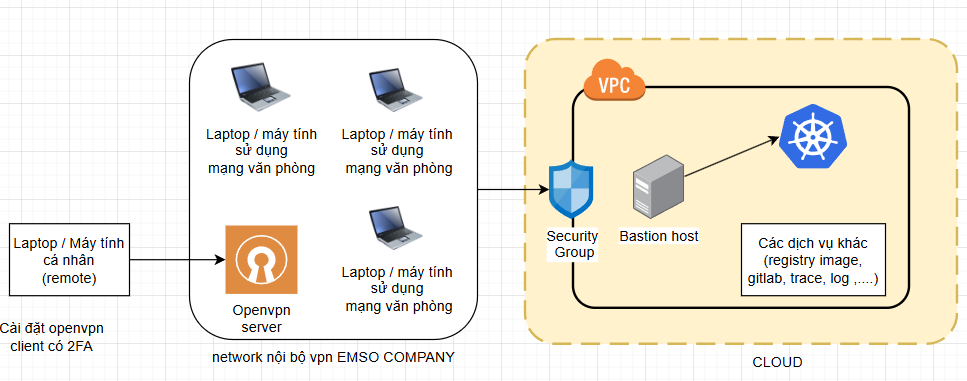 Laptop / máy tính
sử dụng
mạng văn phòng
Laptop / máy tính
sử dụng
mạng văn phòng
VPC
Laptop / Máy tính
cá nhân
(remote)
Openvpn
server
Laptop / máy tính
sử dụng
mạng văn phòng
Security
Group
Bastion host
Các dịch vụ khác
(registry image,
gitlab, trace, log ,....)
Cài đặt openvpn
client có 2FA
network nội bộ vpn EMSO COMPANY
CLOUD